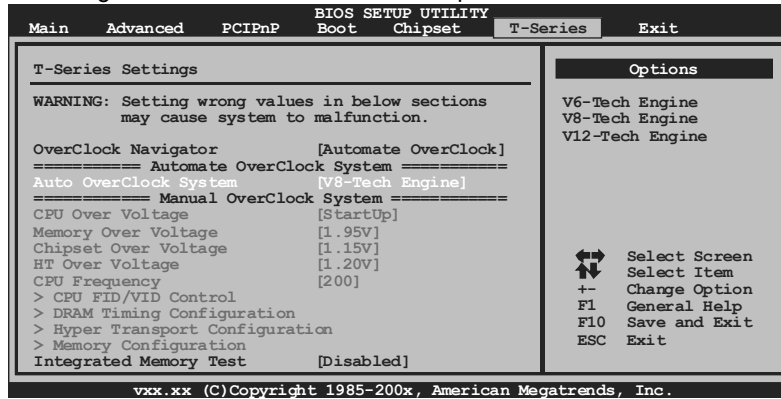 BIOS SETUP UTILITY
Main Advanced PCIPnP Boot Chipset T-Series Exit
T-Series Settings
WARNING: Setting wrong values in below sections
may cause system to malfunction.
OverClock Navigator [Automate OverClock]
=========== Automate OverClock System ===========
Auto OverClock System [V8-Tech Engine]
============ Manual OverClock System ============
CPU Over Voltage [StartUp]
Memory Over Voltage [1.95V]
Chipset Over Voltage [1.15V]
HT Over Voltage [1.20V]
CPU Frequency [200]
> CPU FID/VID Control
> DRAM Timing Configuration
> Hyper Transport Configuration
> Memory Configuration
Integrated Memory Test [Disabled]
Options
V6-Tech Engine
V8-Tech Engine
V12-Tech Engine
Select Screen
Select Item
+- Change Option
F1 General Help
F10 Save and Exit
ESC Exit
vxx.xx (C)Copyright 1985-200x, American Megatrends, Inc.